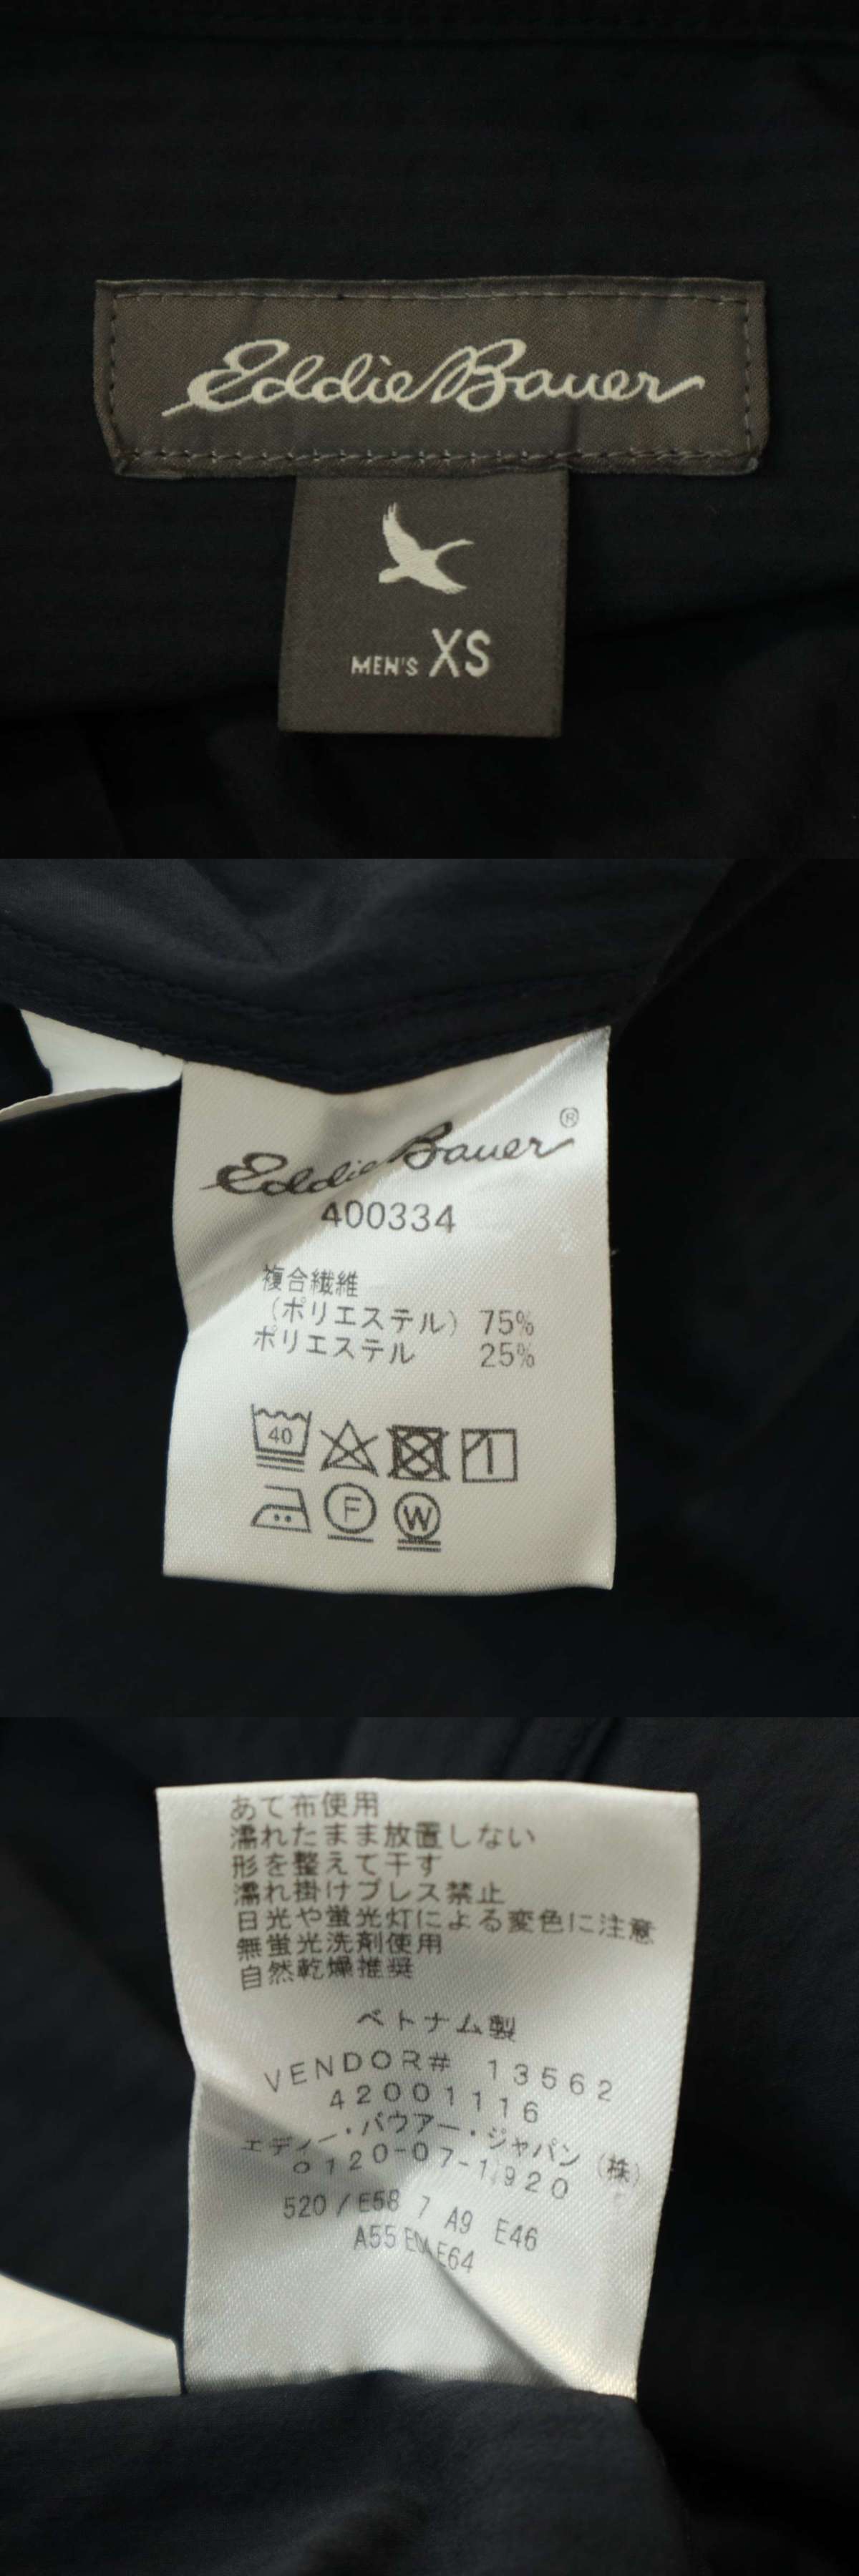 Eddie Bauer
MEN'S XS
Eddie Bauer®
400334
複合繊維
（ポリエステル） 75%
ポリエステル 25%
40
F
W
あて布使用
濡れたまま放置しない
形を整えて干す
濡れ掛けプレス禁止
日光や蛍光灯による変色に注意
無蛍光洗剤使用
自然乾燥推奨
ベトナム製
VENDOR# 13562
42001116
エディー・バウアー・ジャパン（株）
0120-07-1920
520 / E58 7 A9 E46
A55 E64